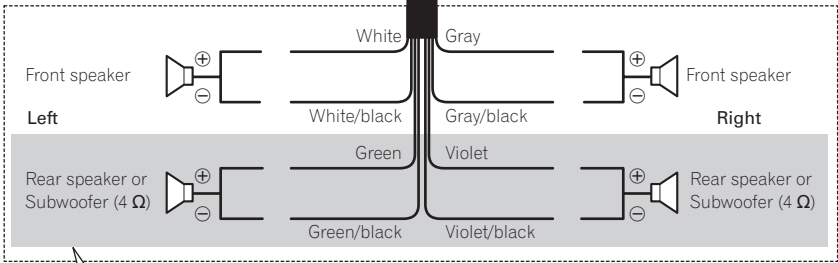 White Gray
⊕ ⊕
Front speaker Front speaker
⊖ ⊖
Left White/black Gray/black Right
Green Violet
⊕ ⊕
Rear speaker or Rear speaker or
Subwoofer (4 Ω) Subwoofer (4 Ω)
⊖ ⊖
Green/black Violet/black